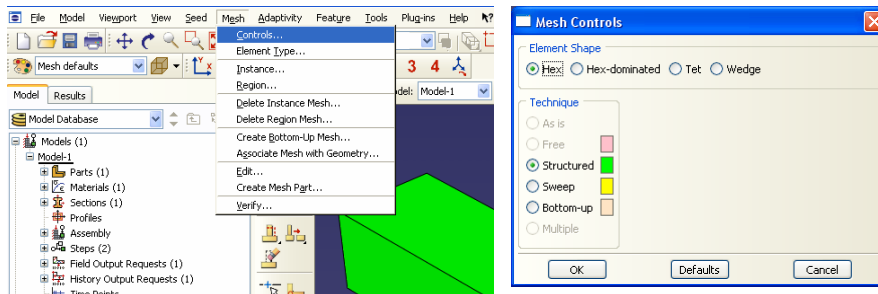 File Model Viewport View Seed Mesh Adaptivity Feature Tools Plug-ins Help
Controls...
Element Type...
Mesh defaults
Instance...
3 4
Region...
Model Results
Model: Model-1
Delete Instance Mesh...
Model Database
Delete Region Mesh...
Create Bottom-Up Mesh...
Models (1)
Associate Mesh with Geometry...
Model-1
Edit...
Parts (1)
Create Mesh Part...
Materials (1)
Verify...
Sections (1)
Profiles
Assembly
Steps (2)
Field Output Requests (1)
History Output Requests (1)
Time Points
Mesh Controls
Element Shape
Hex Hex-dominated Tet Wedge
Technique
As is
Free
Structured
Sweep
Bottom-up
Multiple
OK Defaults Cancel